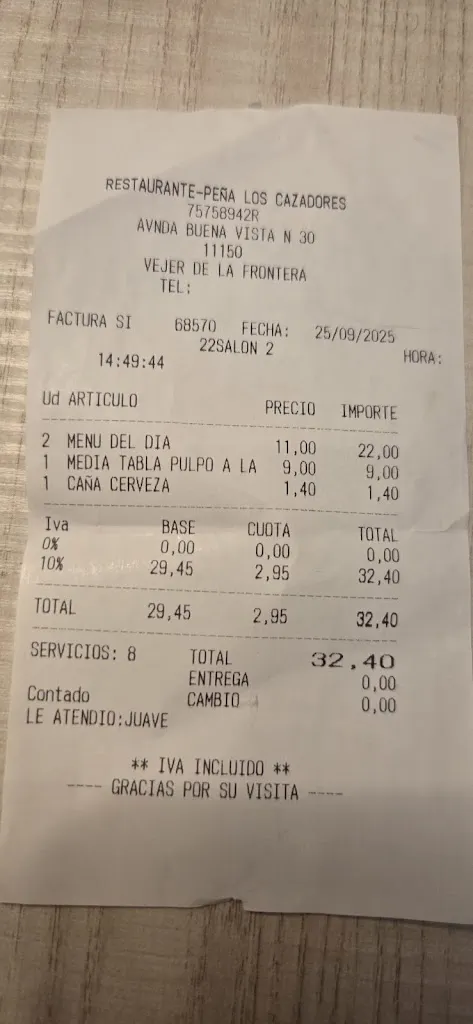 RESTAURANTE-PEÑA LOS CAZADORES
75758942R
AVNDA BUENA VISTA N 30
11150
VEJER DE LA FRONTERA
TEL:
FACTURA SI 68570 FECHA: 25/09/2025
22SALON 2 HORA:
14:49:44
Ud ARTICULO PRECIO IMPORTE
2 MENU DEL DIA 11,00 22,00
1 MEDIA TABLA PULPO A LA 9,00 9,00
1 CAÑA CERVEZA 1,40 1,40
Iva BASE CUOTA TOTAL
0% 0,00 0,00 0,00
10% 29,45 2,95 32,40
TOTAL 29,45 2,95 32,40
SERVICIOS: 8 TOTAL 32,40
ENTREGA 0,00
Contado CAMBIO 0,00
LE ATENDIO:JUAVE
** IVA INCLUIDO **
---- GRACIAS POR SU VISITA ----